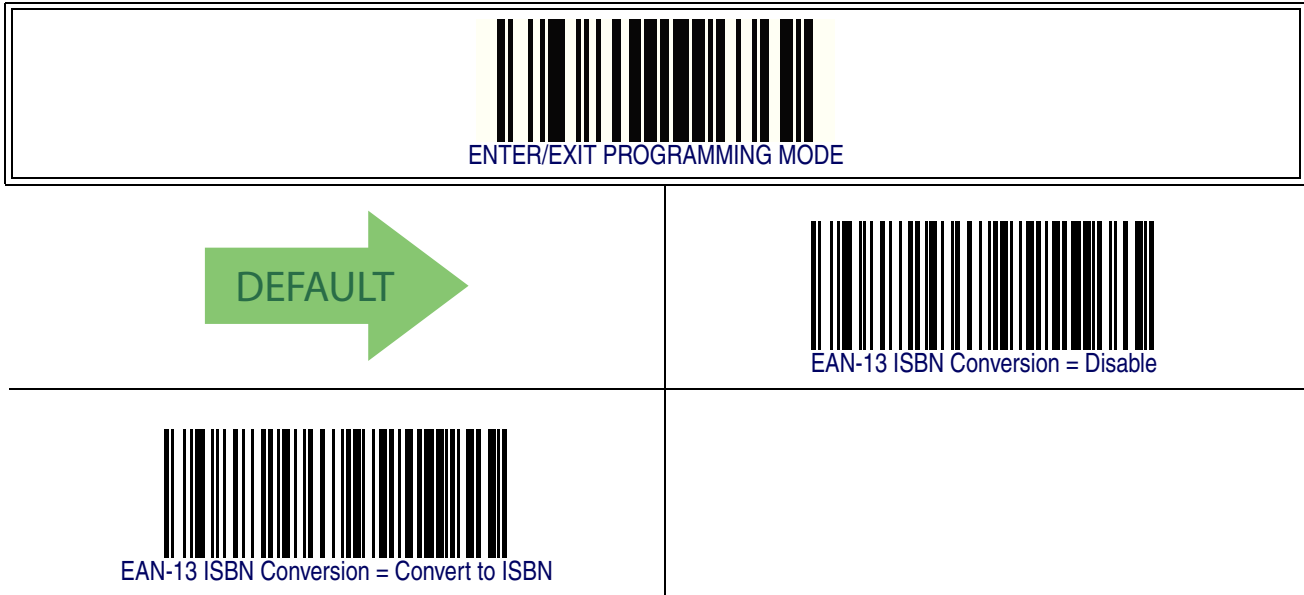 ENTER/EXIT PROGRAMMING MODE
DEFAULT
EAN-13 ISBN Conversion = Disable
EAN-13 ISBN Conversion = Convert to ISBN